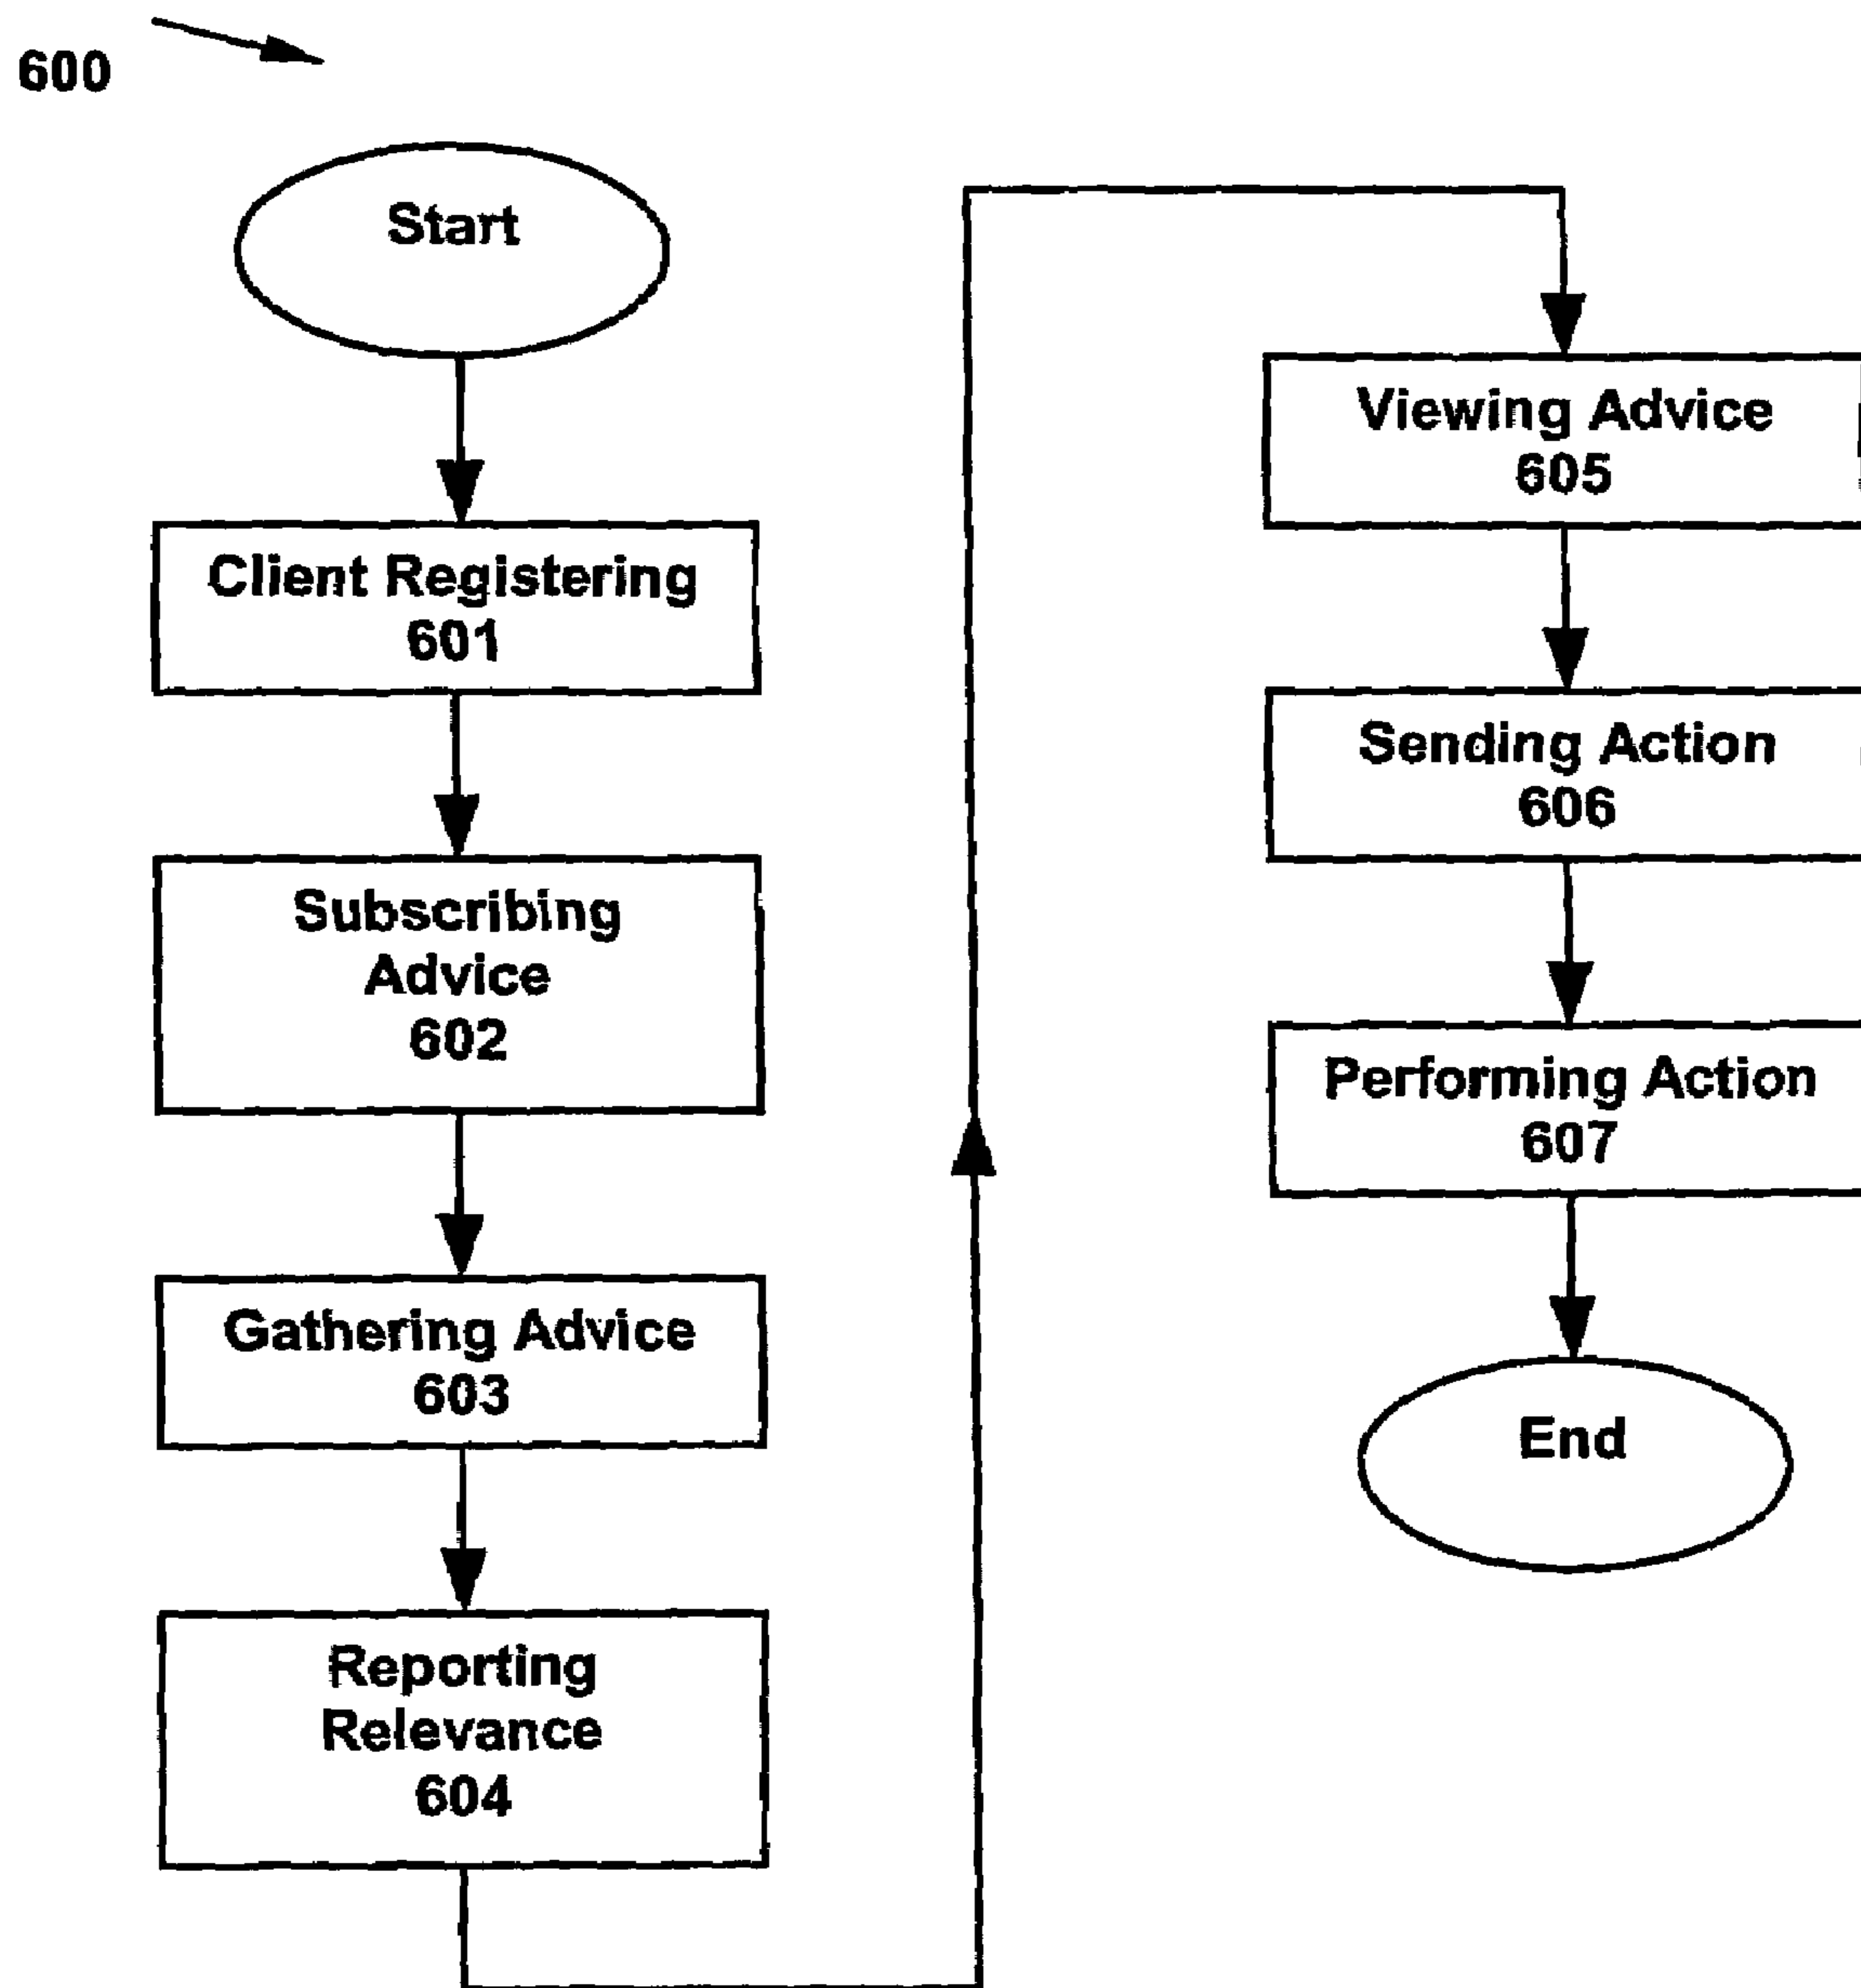 600
Start
Client Registering
601
Subscribing
Advice
602
Gathering Advice
603
Reporting
Relevance
604
Viewing Advice
605
Sending Action
606
Performing Action
607
End